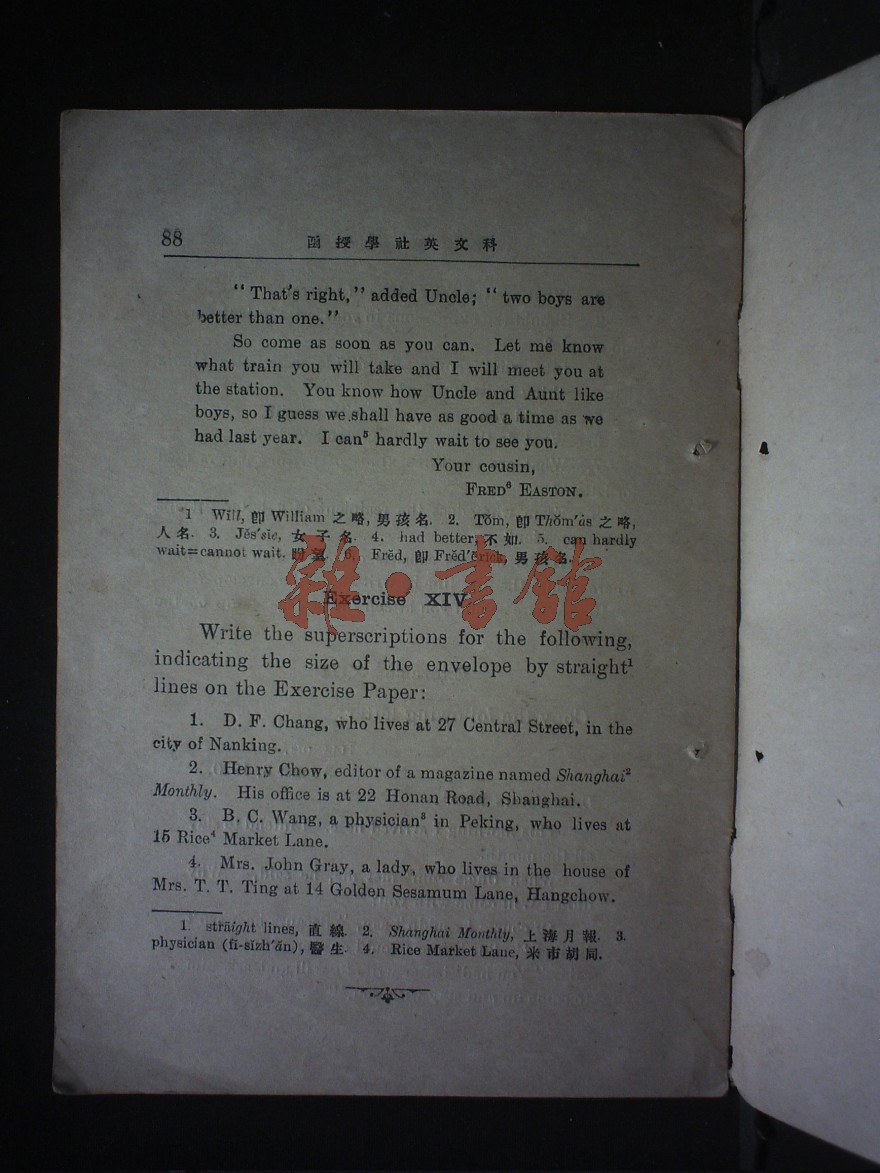 88
函授學社英文科
“That's right,” added Uncle; “two boys are
better than one.”
So come as soon as you can. Let me know
what train you will take and I will meet you at
the station. You know how Uncle and Aunt like
boys, so I guess we shall have as good a time as we
had last year. I can⁵ hardly wait to see you.
Your cousin,
FRED⁶ EASTON.
1 Will, 卽 William 之略, 男孩名. 2. Tŏm, 卽 Thŏm′ȧs 之略,
人名. 3. Jĕs′sĭe, 女子名. 4. had better, 不如. 5. can hardly
wait=cannot wait. 盼望. 6. Frĕd, 卽 Frĕd′ĕrick, 男孩名.
雜·書館
Exercise XIV
Write the superscriptions for the following,
indicating the size of the envelope by straight¹
lines on the Exercise Paper:
1. D. F. Chang, who lives at 27 Central Street, in the
city of Nanking.
2. Henry Chow, editor of a magazine named Shanghai²
Monthly. His office is at 22 Honan Road, Shanghai.
3. B. C. Wang, a physician³ in Peking, who lives at
15 Rice⁴ Market Lane.
4. Mrs. John Gray, a lady, who lives in the house of
Mrs. T. T. Ting at 14 Golden Sesamum Lane, Hangchow.
1. strāight lines, 直線. 2. Shanghai Monthly, 上海月報. 3.
physician (fĭ-sĭzh′ăn), 醫生. 4. Rice Market Lane, 米市胡同.